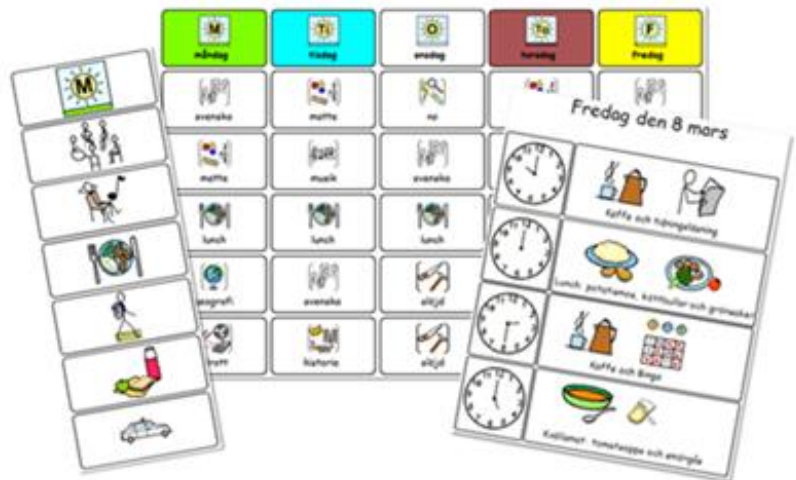 M
M
Ti
O
To
F
måndag
tisdag
onsdag
torsdag
fredag
svenska
matte
no
matte
musik
svenska
lunch
lunch
lunch
geografi
svenska
slöjd
historia
slöjd
Fredag den 8 mars
Kaffe och tidningsläsning
Lunch: potatismos, köttbullar och grönsaker
Kaffe och Bingo
Kvällsmat: tomatsoppa och smörgås